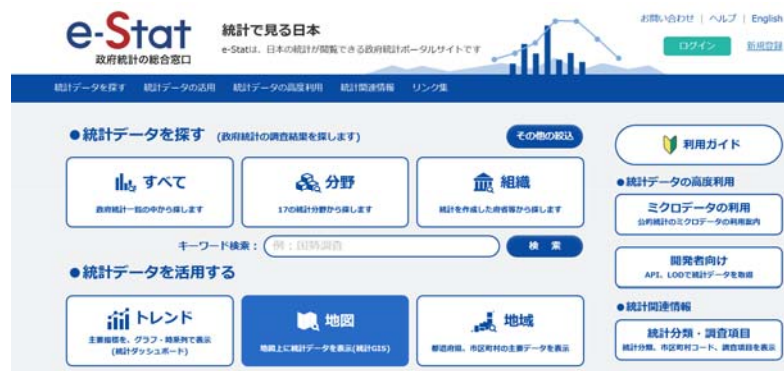 e-Stat
政府統計の総合窓口
統計で見る日本
e-Statは、日本の統計が閲覧できる政府統計ポータルサイトです
お問い合わせ | ヘルプ | English
ログイン
新規登録
統計データを探す 統計データの活用 統計データの高度利用 統計関連情報 リンク集
●統計データを探す (政府統計の調査結果を探します)
その他の絞込
すべて
政府統計一覧の中から探します
分野
17の統計分野から探します
組織
統計を作成した府省等から探します
キーワード検索:
例:国勢調査
検 索
●統計データを活用する
トレンド
主要指標を、グラフ・時系列で表示
(統計ダッシュボード)
地図
地図上に統計データを表示(統計GIS)
地域
都道府県、市区町村の主要データを表示
利用ガイド
●統計データの高度利用
ミクロデータの利用
公的統計のミクロデータの利用案内
開発者向け
API、LODで統計データを取得
●統計関連情報
統計分類・調査項目
統計分類、市区町村コード、調査項目を表示